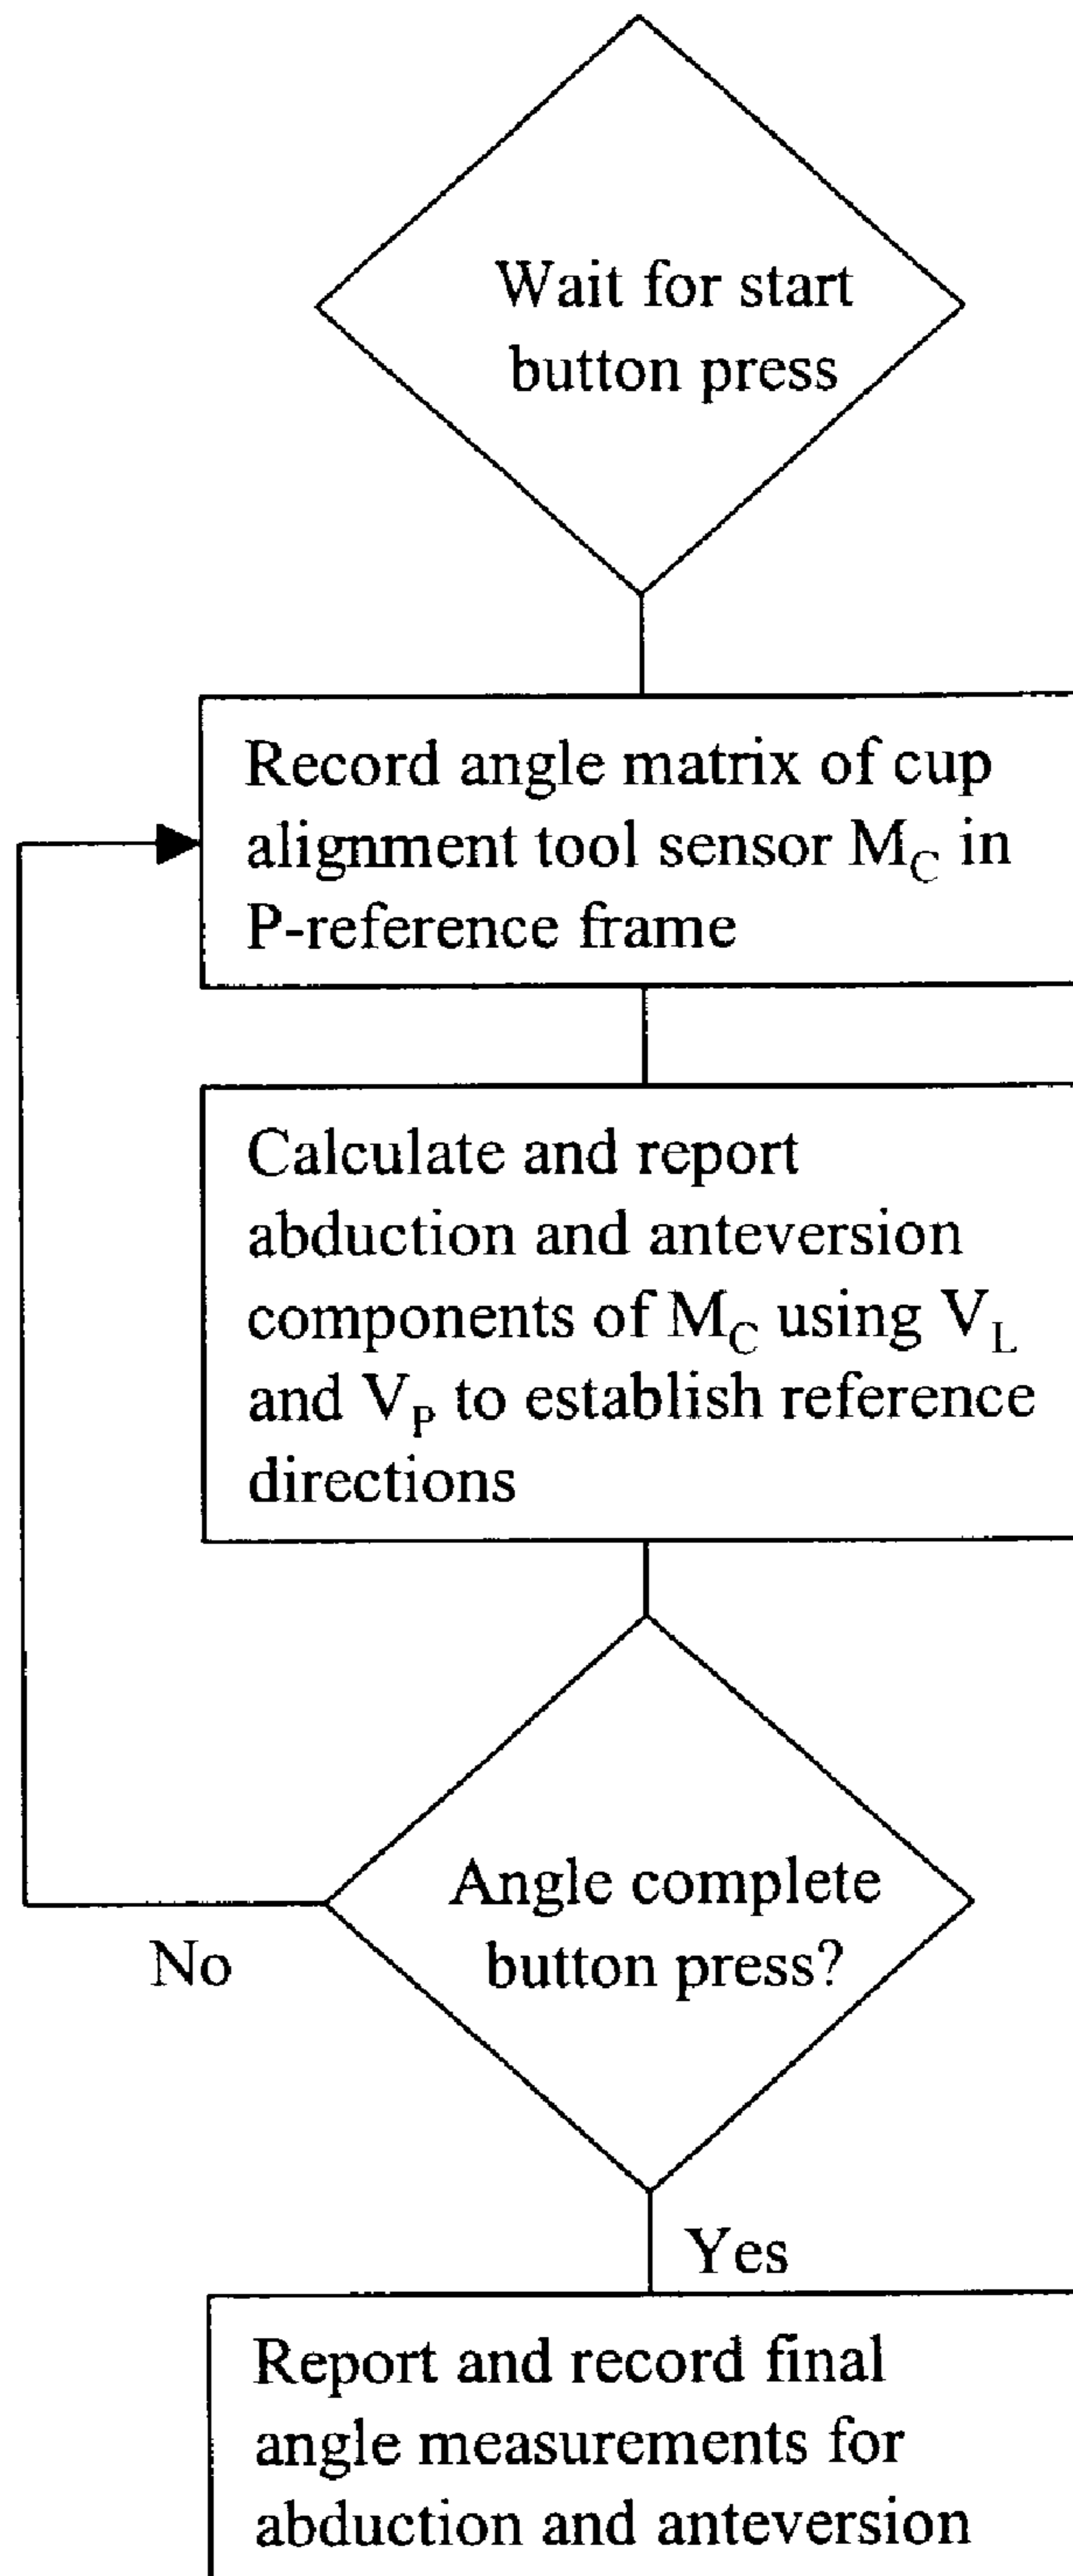 Wait for start
button press
Record angle matrix of cup
alignment tool sensor M_C in
P-reference frame
Calculate and report
abduction and anteversion
components of M_C using V_L
and V_P to establish reference
directions
Angle complete
button press?
No
Yes
Report and record final
angle measurements for
abduction and anteversion